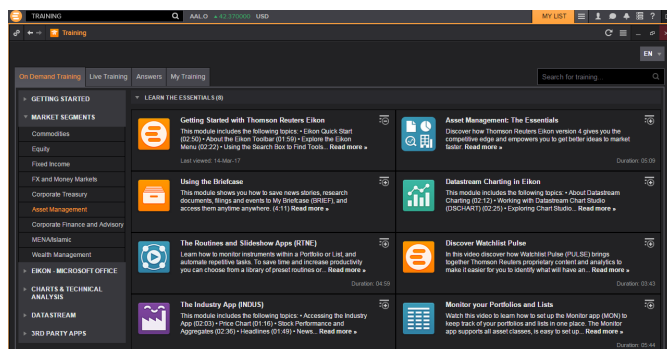 TRAINING
AALO +42.370000 USD
MY LIST
Training
EN
On Demand Training
Live Training
Answers
My Training
Search for training...
GETTING STARTED
MARKET SEGMENTS
Commodities
Equity
Fixed Income
FX and Money Markets
Corporate Treasury
Asset Management
Corporate Finance and Advisory
MENA/Islamic
Wealth Management
EIKON - MICROSOFT OFFICE
CHARTS & TECHNICAL
ANALYSIS
DATASTREAM
3RD PARTY APPS
LEARN THE ESSENTIALS (8)
Getting Started with Thomson Reuters Eikon
This module includes the following topics: • Eikon Quick Start
(02:50) • About the Eikon Toolbar (01:59) • Explore the Eikon
Menu (02:22) • Using the Search Box to Find Tools... Read more »
Last viewed: 14-Mar-17
Asset Management: The Essentials
Discover how Thomson Reuters Eikon version 4 gives you the
competitive edge and empowers you to get better ideas to market
faster. Read more »
Duration: 05:09
Using the Briefcase
This module shows you how to save news stories, research
documents, filings and events to My Briefcase (BRIEF), and
access them anytime anywhere. (4:11) Read more »
Datastream Charting in Eikon
This module includes the following topics: • About Datastream
Charting (02:12) • Working with Datastream Chart Studio
(DSCHART) (02:25) • Exploring Chart Studio... Read more »
The Routines and Slideshow Apps (RTNE)
Learn how to monitor instruments within a Portfolio or List, and
automate repetitive tasks. To save time and increase productivity
you can choose from a library of preset routines or... Read more »
Duration: 04:59
Discover Watchlist Pulse
In this video discover how Watchlist Pulse (PULSE) brings
together Thomson Reuters proprietary content and analytics to
make it easier for you to identify what will have an... Read more »
Duration: 03:43
The Industry App (INDUS)
This module includes the following topics: • Accessing the Industry
App (02:03) • Price Chart (01:16) • Stock Performance and
Aggregates (02:36) • Headlines (01:49) • News... Read more »
Monitor your Portfolios and Lists
Watch this video to learn how to set up the Monitor app (MON) to
keep track of your portfolios and lists in one place. The Monitor
app supports all asset classes, is easy to set up... Read more »
Duration: 05:44